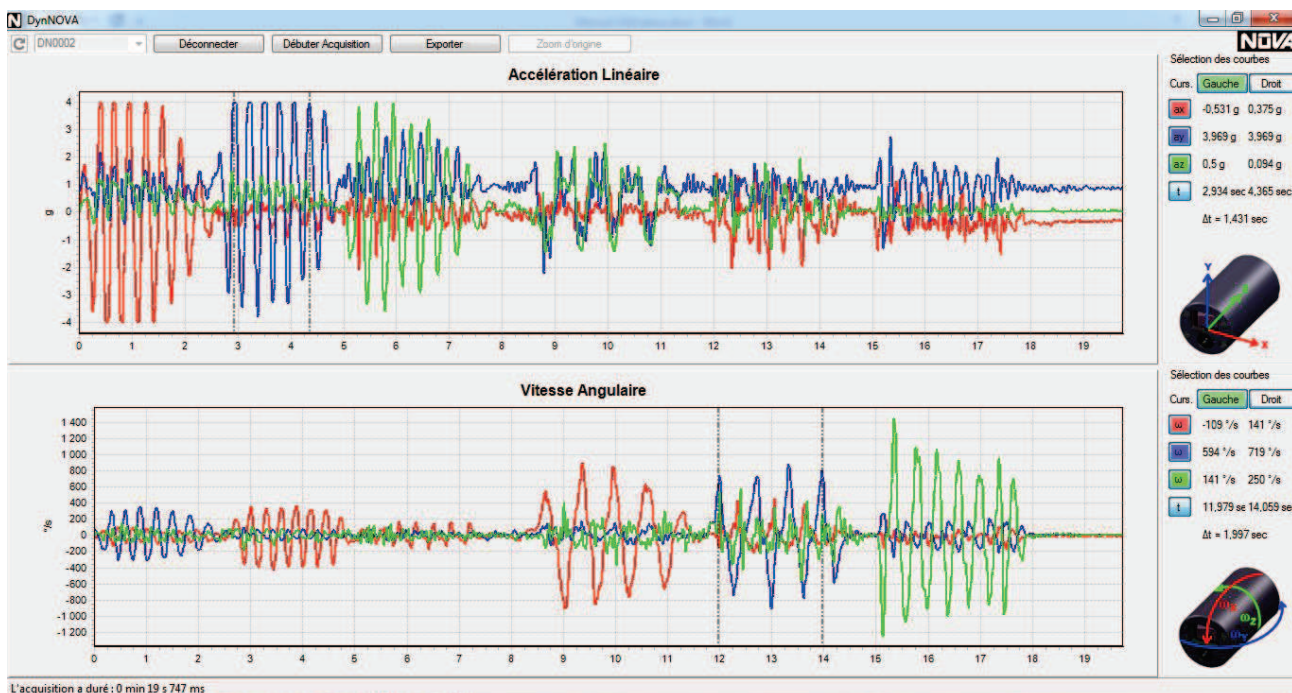 DynNOVA
DN0002 Déconnecter Débuter Acquisition Exporter Zoom d'origine
NOVA
Accélération Linéaire
Sélection des courbes
Curs. Gauche Droit
ax -0,531 g 0,375 g
ay 3,969 g 3,969 g
az 0,5 g 0,094 g
t 2,934 sec 4,365 sec
Δt = 1,431 sec
4
3
2
1
0
-1
-2
-3
-4
g
0 1 2 3 4 5 6 7 8 9 10 11 12 13 14 15 16 17 18 19
Y
X
Vitesse Angulaire
Sélection des courbes
Curs. Gauche Droit
ω -109 °/s 141 °/s
ω 594 °/s 719 °/s
ω 141 °/s 250 °/s
t 11,979 se 14,059 se
Δt = 1,997 sec
1 400
1 200
1 000
800
600
400
200
0
-200
-400
-600
-800
-1 000
-1 200
°/s
0 1 2 3 4 5 6 7 8 9 10 11 12 13 14 15 16 17 18 19
ωx
ωz
ωy
L'acquisition a duré : 0 min 19 s 747 ms